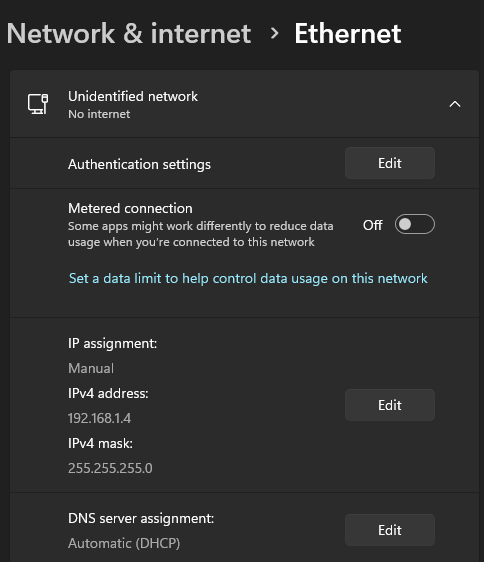 Network & internet > Ethernet
Unidentified network
No internet
Authentication settings
Edit
Metered connection
Some apps might work differently to reduce data
usage when you're connected to this network
Off
Set a data limit to help control data usage on this network
IP assignment:
Manual
IPv4 address:
192.168.1.4
IPv4 mask:
255.255.255.0
Edit
DNS server assignment:
Automatic (DHCP)
Edit